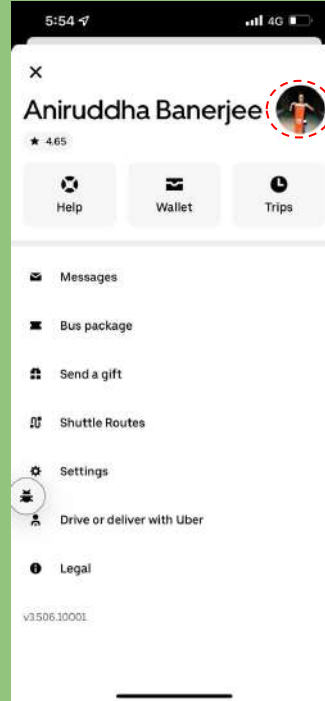 5:54
4G
Aniruddha Banerjee
★ 4.65
Help
Wallet
Trips
Messages
Bus package
Send a gift
Shuttle Routes
Settings
Drive or deliver with Uber
Legal
v3.506.10001